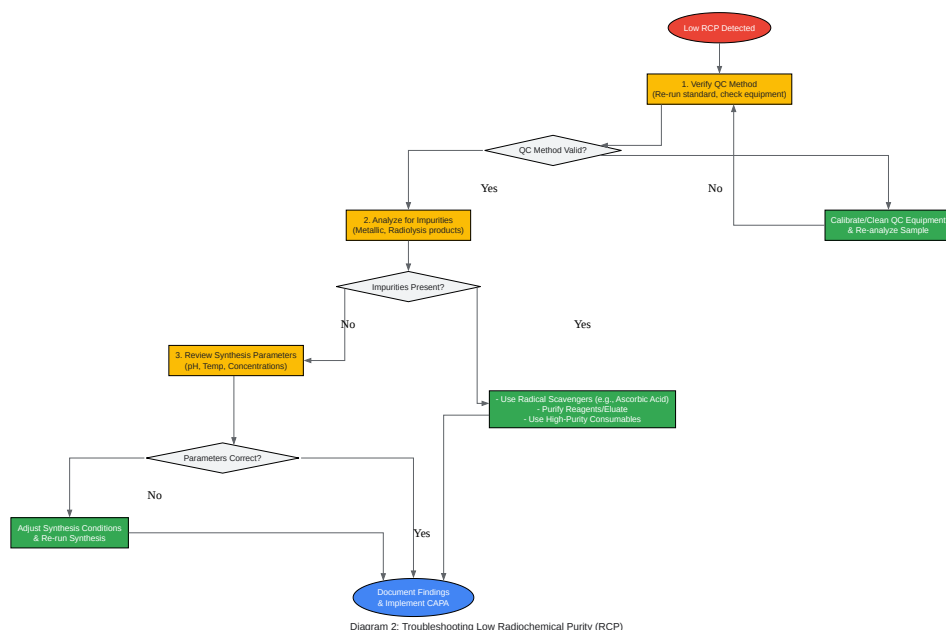 Low RCP Detected
1. Verify QC Method
(Re-run standard, check equipment)
QC Method Valid?
Yes
No
2. Analyze for Impurities
(Metallic, Radiolysis products)
Calibrate/Clean QC Equipment
& Re-analyze Sample
Impurities Present?
No
Yes
3. Review Synthesis Parameters
(pH, Temp, Concentrations)
- Use Radical Scavengers (e.g., Ascorbic Acid)
- Purify Reagents/Eluate
- Use High-Purity Consumables
Parameters Correct?
No
Yes
Adjust Synthesis Conditions
& Re-run Synthesis
Document Findings
& Implement CAPA
Diagram 2: Troubleshooting Low Radiochemical Purity (RCP)